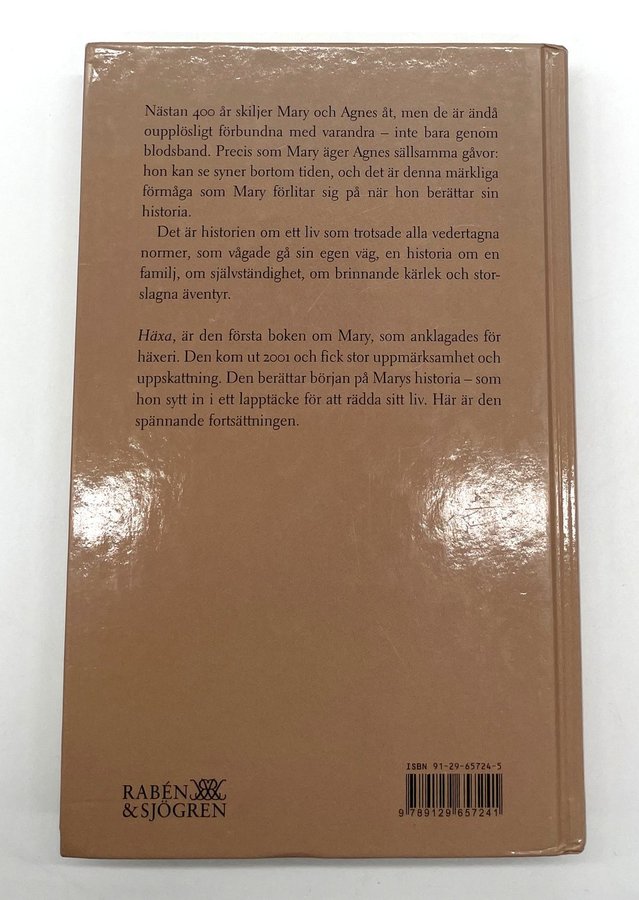 Nästan 400 år skiljer Mary och Agnes åt, men de är ändå
oupplösligt förbundna med varandra – inte bara genom
blodsband. Precis som Mary äger Agnes sällsamma gåvor:
hon kan se syner bortom tiden, och det är denna märkliga
förmåga som Mary förlitar sig på när hon berättar sin
historia.
Det är historien om ett liv som trotsade alla vedertagna
normer, som vågade gå sin egen väg, en historia om en
familj, om självständighet, om brinnande kärlek och stor-
slagna äventyr.
Häxa, är den första boken om Mary, som anklagades för
häxeri. Den kom ut 2001 och fick stor uppmärksamhet och
uppskattning. Den berättar början på Marys historia – som
hon sytt in i ett lapptäcke för att rädda sitt liv. Här är den
spännande fortsättningen.
ISBN 91-29-65724-5
9 789129 657241
RABÉN
& SJÖGREN